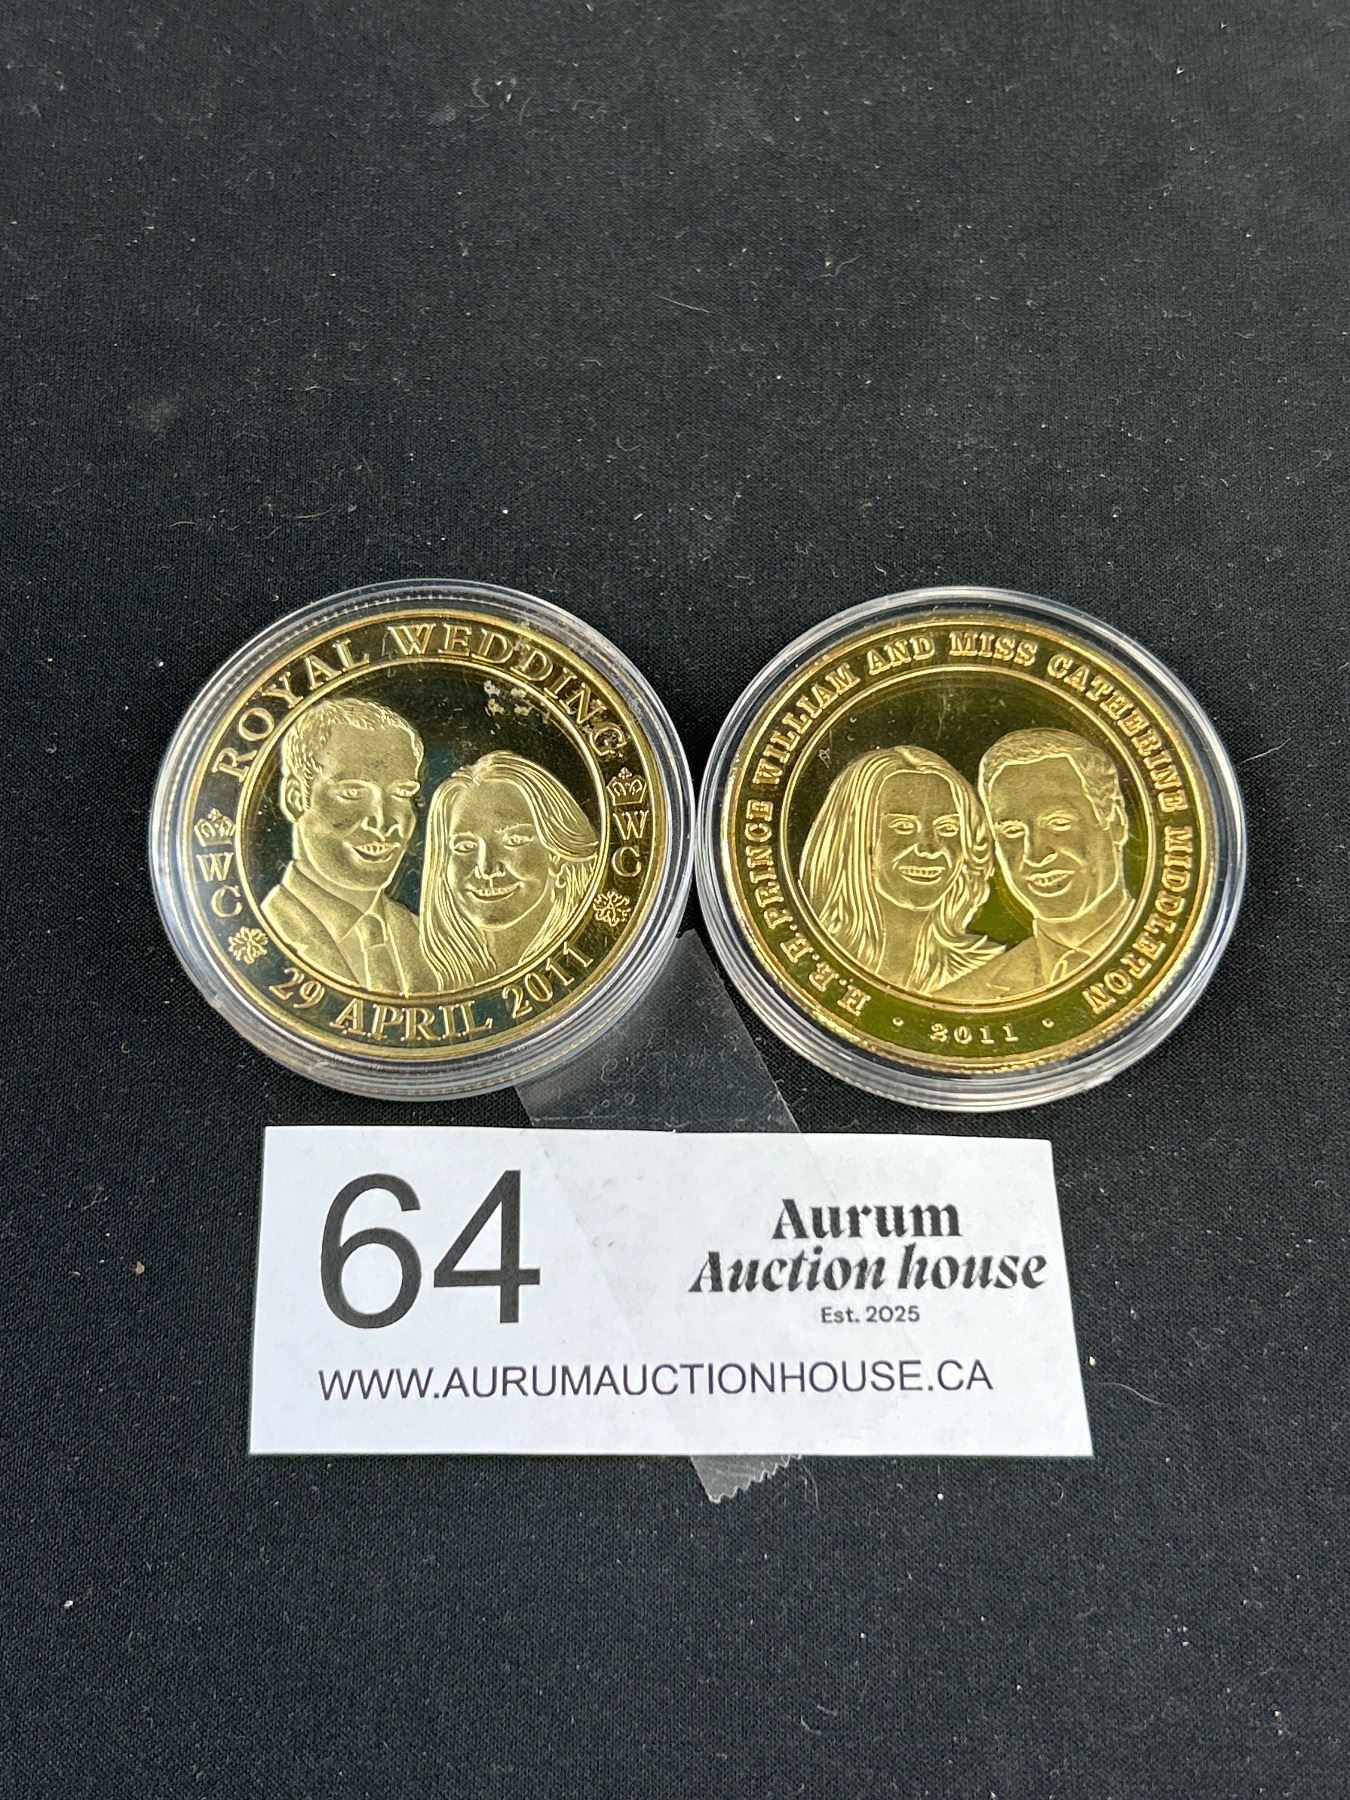 ROYAL WEDDING
WC
WC
29 APRIL 2011
H.R.H. PRINCE WILLIAM AND MISS CATHERINE MIDDLETON
· 2011 ·
64
Aurum
Auction house
Est. 2025
WWW.AURUMAUCTIONHOUSE.CA